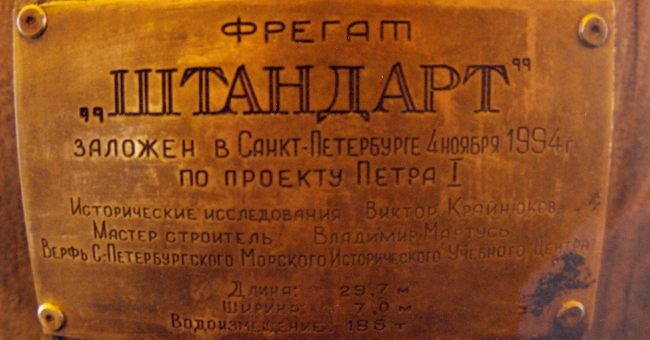 ФРЕГАТ
„ШТАНДАРТ"
ЗАЛОЖЕН В САНКТ-ПЕТЕРБУРГЕ 4 НОЯБРЯ 1994 г.
ПО ПРОЕКТУ ПЕТРА I
ИСТОРИЧЕСКИЕ ИССЛЕДОВАНИЯ ВИКТОР КРАЙНЮКОВ
МАСТЕР СТРОИТЕЛЬ ВЛАДИМИР МАРТУСЬ
ВЕРФЬ С-ПЕТЕРБУРГСКОГО МОРСКОГО ИСТОРИЧЕСКОГО УЧЕБНОГО ЦЕНТРА
ДЛИНА: 29,7 м
ШИРИНА: 7,0 м
ВОДОИЗМЕЩЕНИЕ: 186 т